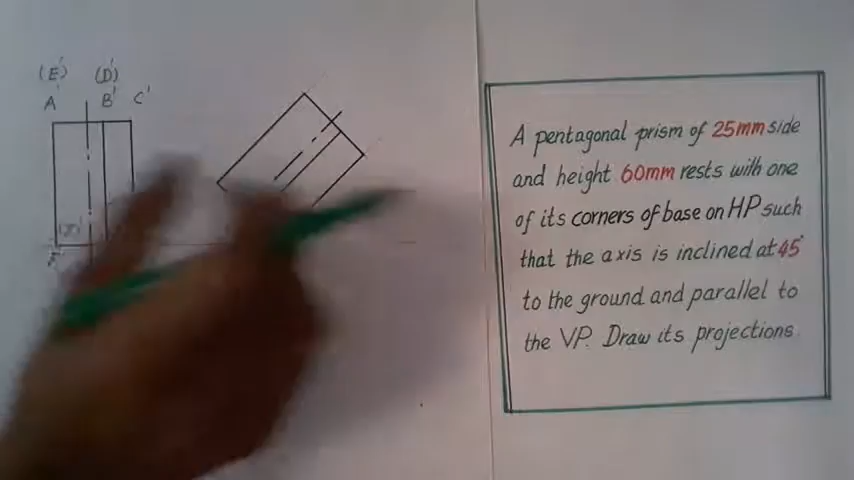 (E') (D')
A' B' C'
A pentagonal prism of 25mm side
and height 60mm rests with one
of its corners of base on HP such
that the axis is inclined at 45°
to the ground and parallel to
the VP. Draw its projections.